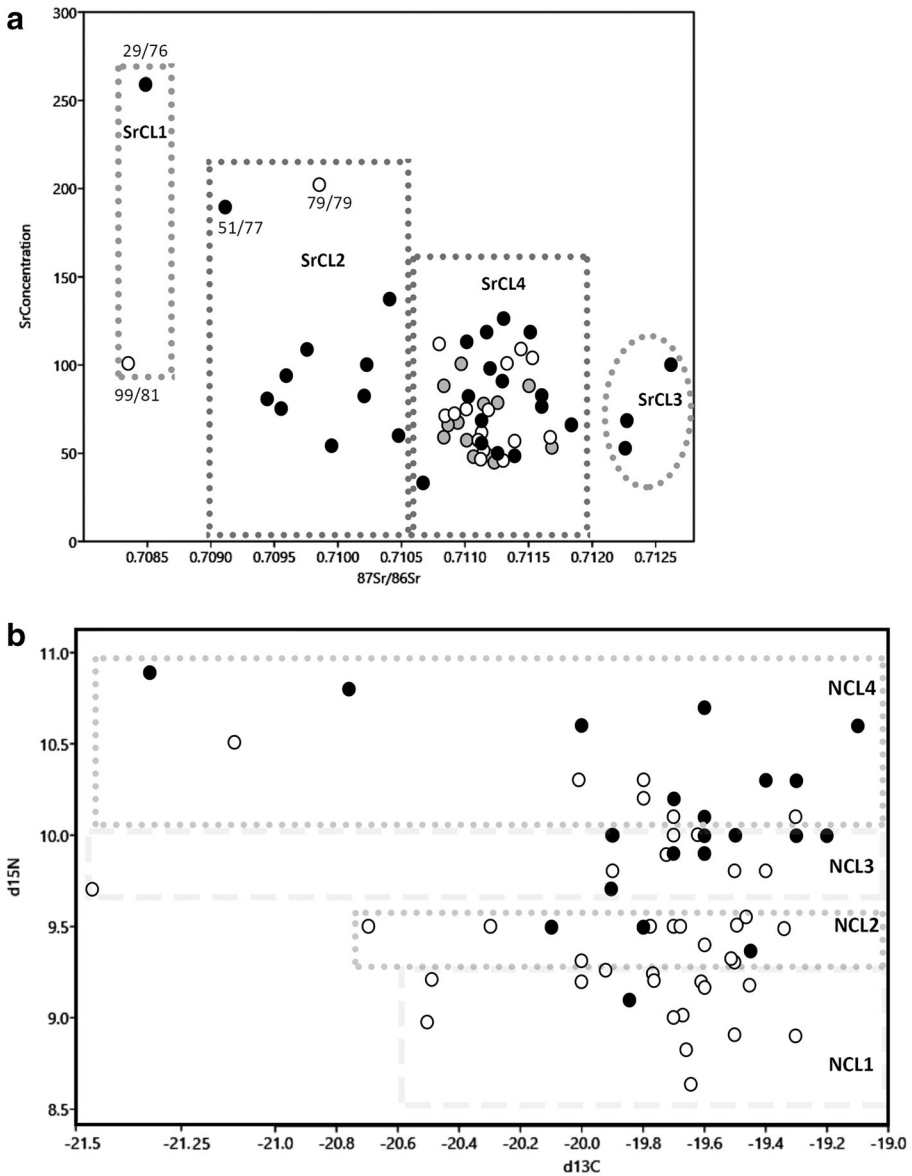 a
300
29/76
250
SrCL1
200
79/79
51/77
SrCL2
SrConcentration
150
SrCL4
100
99/81
SrCL3
50
0
0.7085 0.7090 0.7095 0.7100 0.7105 0.7110 0.7115 0.7120 0.7125
87Sr/86Sr
b
11.0
NCL4
10.5
10.0
d15N
NCL3
9.5
NCL2
9.0
NCL1
8.5
-21.5 -21.25 -21.0 -20.8 -20.6 -20.4 -20.2 -20.0 -19.8 -19.6 -19.4 -19.2 -19.0
d13C